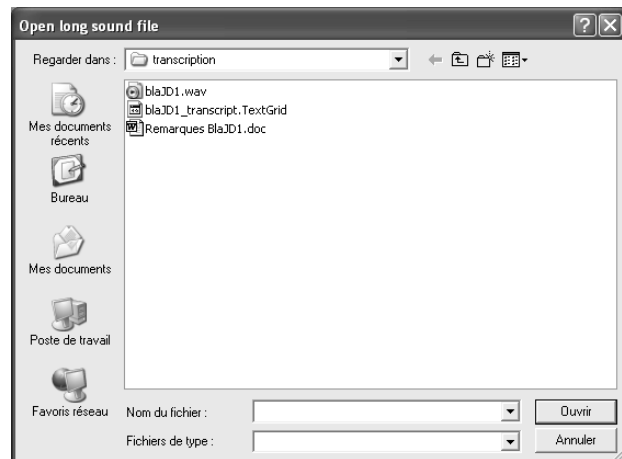 Open long sound file
Regarder dans :
transcription
blaJD1.wav
blaJD1_transcript.TextGrid
Remarques BlaJD1.doc
Mes documents
récents
Bureau
Mes documents
Poste de travail
Favoris réseau
Nom du fichier :
Ouvrir
Fichiers de type :
Annuler